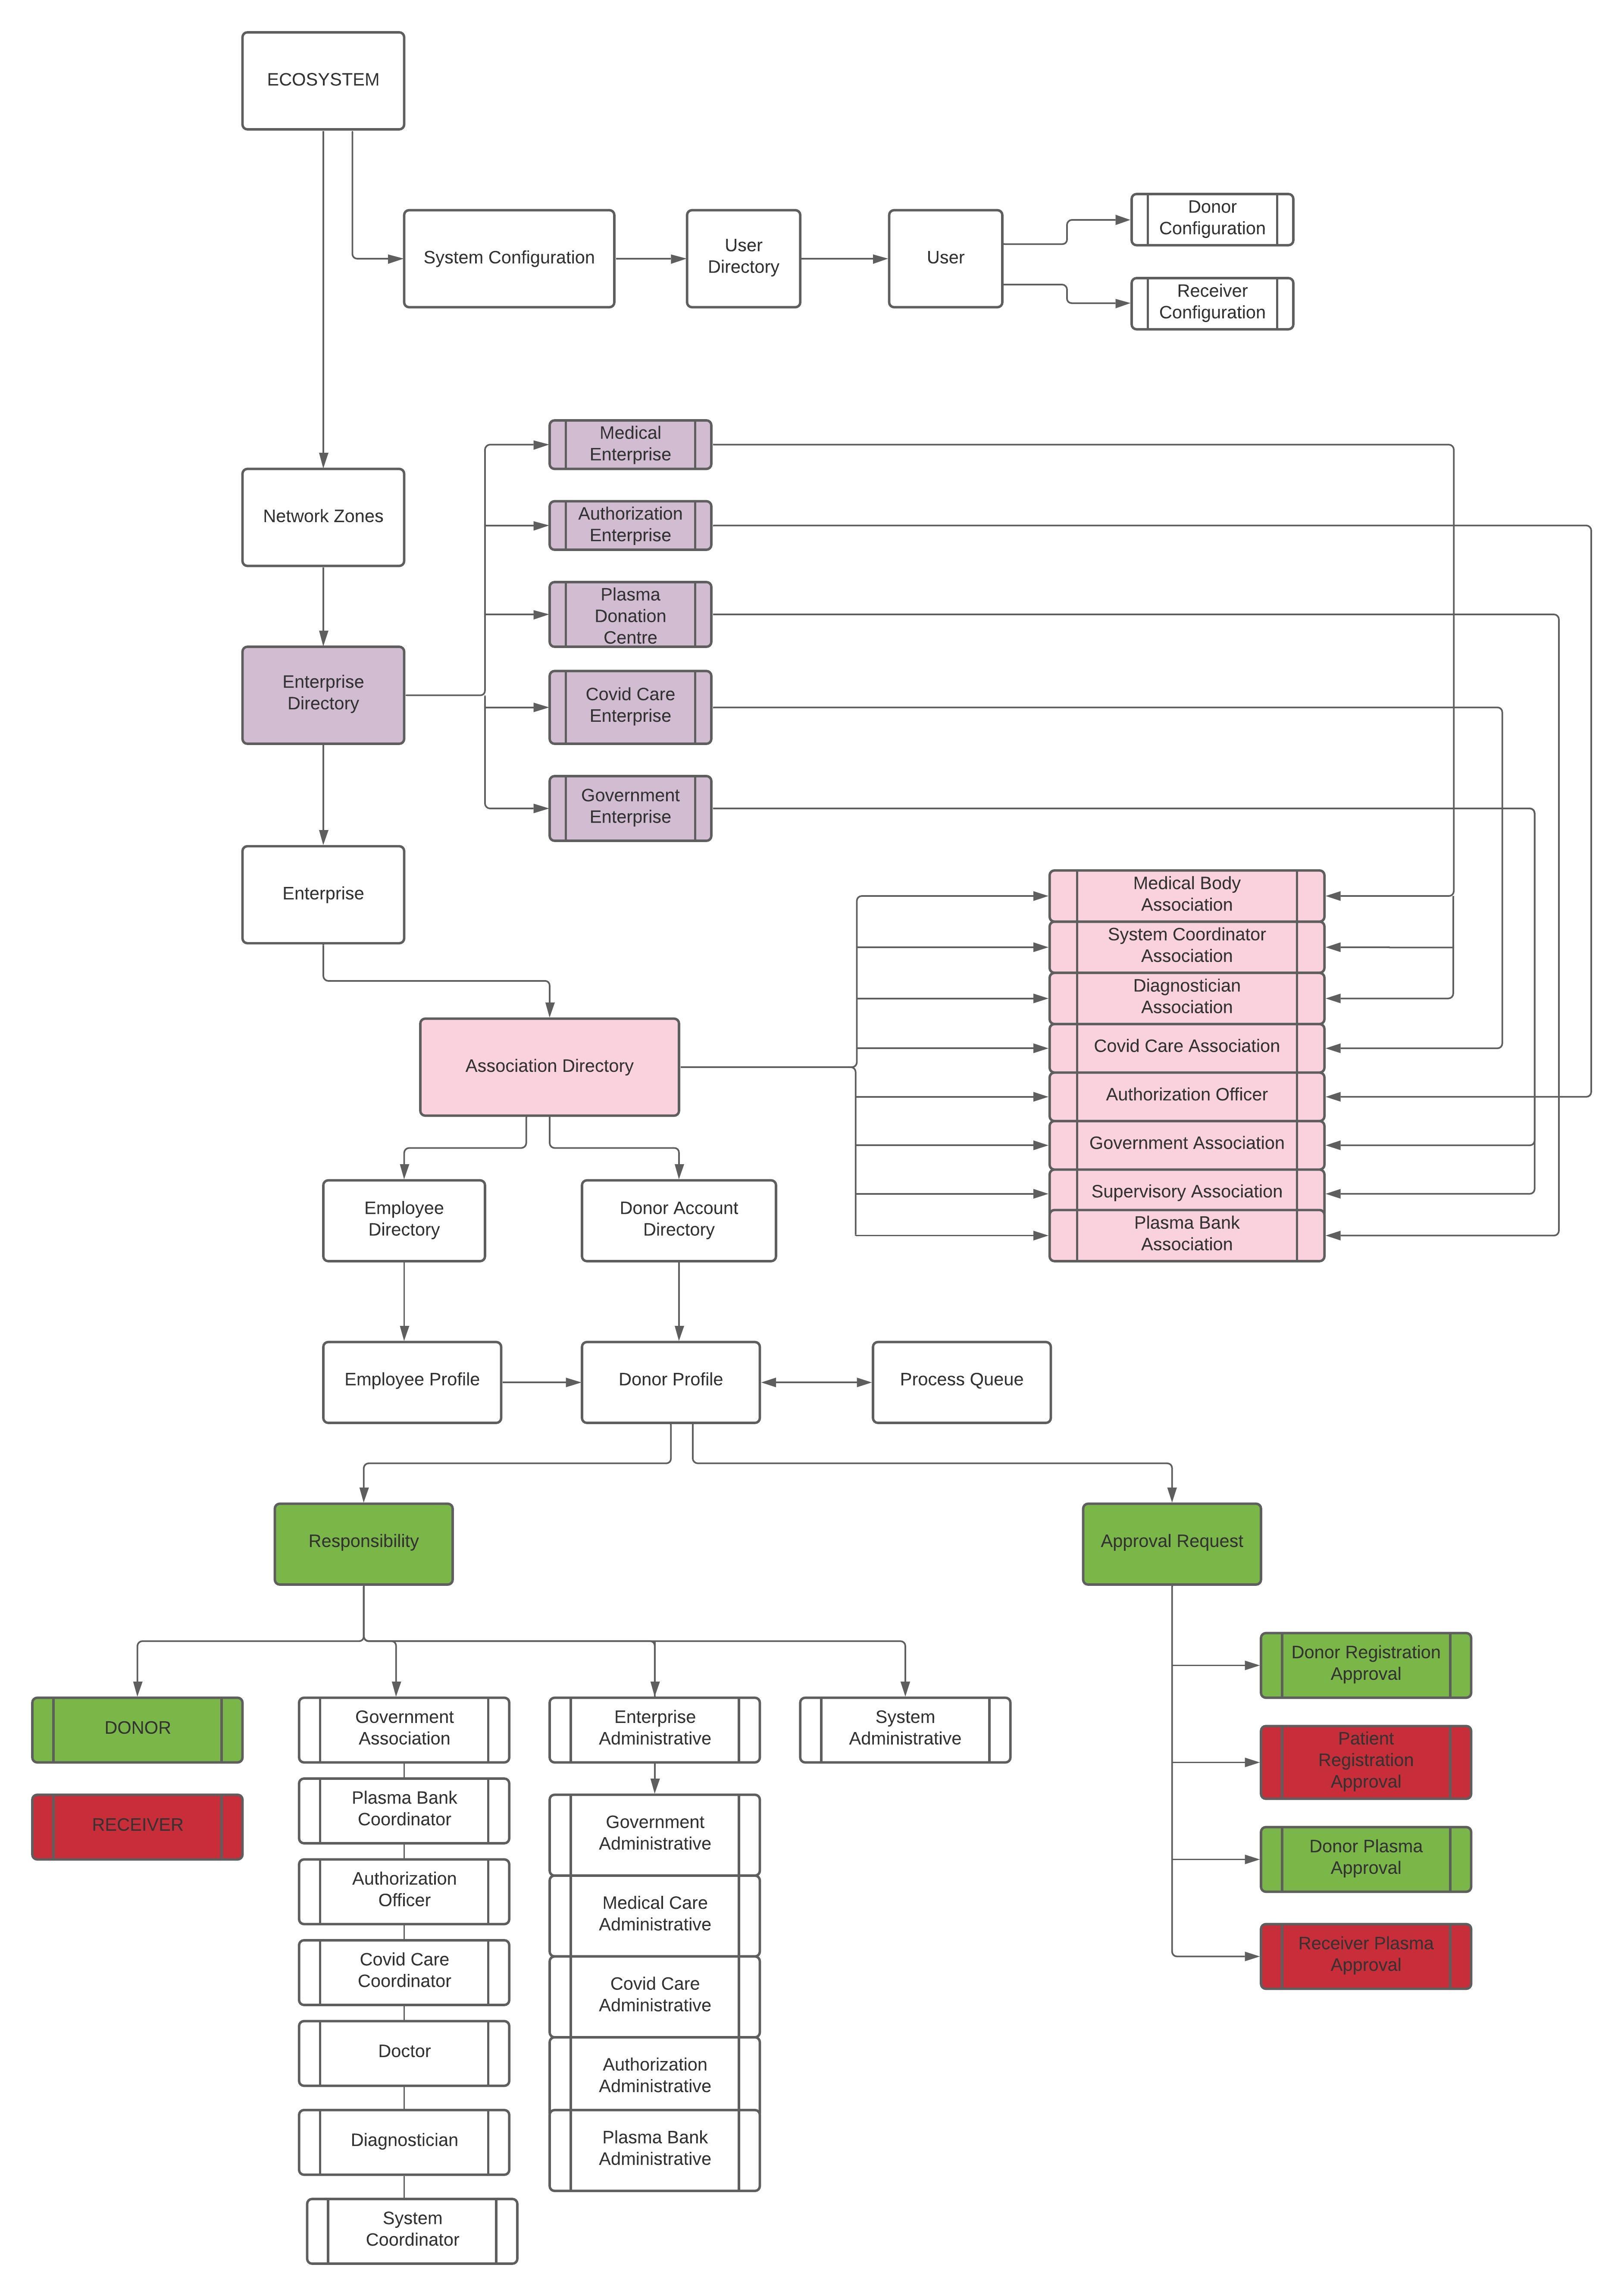 ECOSYSTEM
System Configuration
User
Directory
User
Donor
Configuration
Receiver
Configuration
Medical
Enterprise
Network Zones
Authorization
Enterprise
Plasma
Donation
Centre
Enterprise
Directory
Covid Care
Enterprise
Government
Enterprise
Enterprise
Medical Body
Association
System Coordinator
Association
Diagnostician
Association
Covid Care Association
Authorization Officer
Government Association
Supervisory Association
Plasma Bank
Association
Association Directory
Employee
Directory
Donor Account
Directory
Employee Profile
Donor Profile
Process Queue
Responsibility
Approval Request
DONOR
RECEIVER
Government
Association
Plasma Bank
Coordinator
Authorization
Officer
Covid Care
Coordinator
Doctor
Diagnostician
System
Coordinator
Enterprise
Administrative
Government
Administrative
Medical Care
Administrative
Covid Care
Administrative
Authorization
Administrative
Plasma Bank
Administrative
System
Administrative
Donor Registration
Approval
Patient
Registration
Approval
Donor Plasma
Approval
Receiver Plasma
Approval